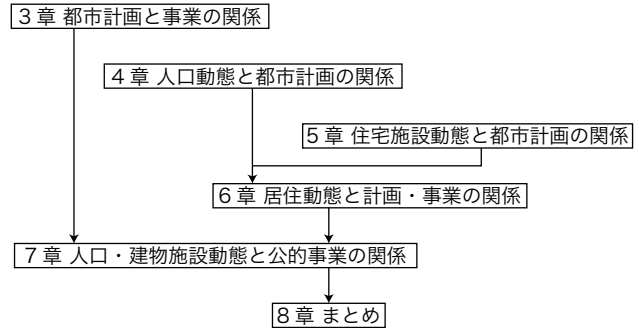 3章 都市計画と事業の関係
4章 人口動態と都市計画の関係
5章 住宅施設動態と都市計画の関係
6章 居住動態と計画・事業の関係
7章 人口・建物施設動態と公的事業の関係
8章 まとめ